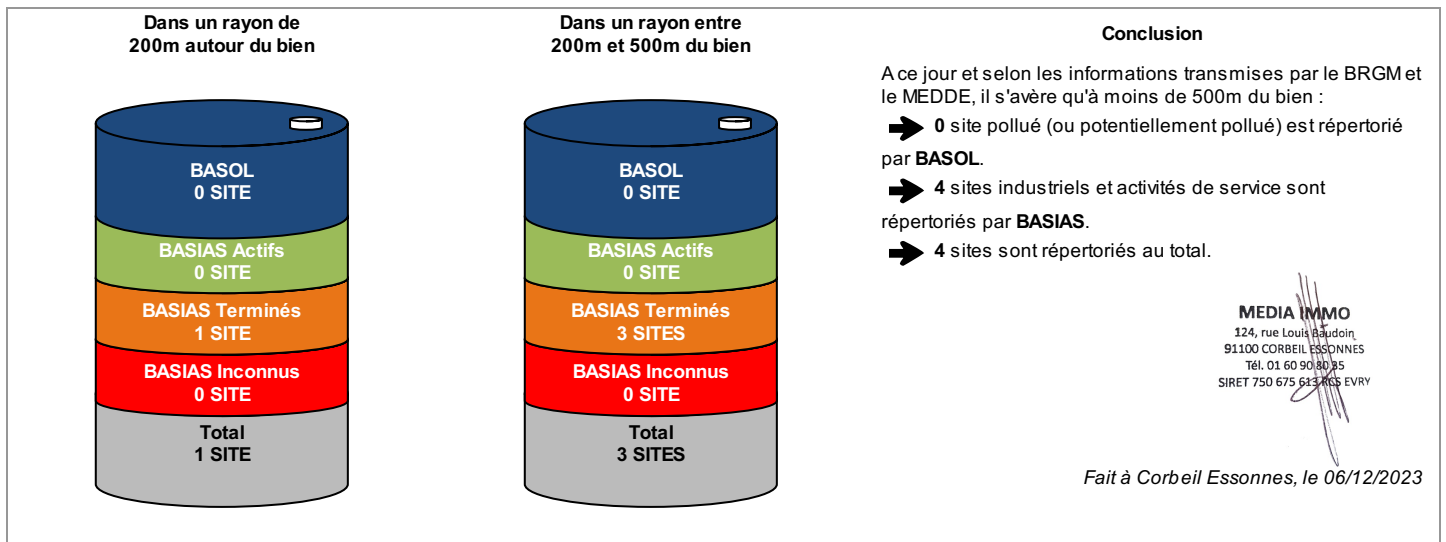 Dans un rayon de
200m autour du bien
BASOL
0 SITE
BASIAS Actifs
0 SITE
BASIAS Terminés
1 SITE
BASIAS Inconnus
0 SITE
Total
1 SITE
Dans un rayon entre
200m et 500m du bien
BASOL
0 SITE
BASIAS Actifs
0 SITE
BASIAS Terminés
3 SITES
BASIAS Inconnus
0 SITE
Total
3 SITES
Conclusion
A ce jour et selon les informations transmises par le BRGM et
le MEDDE, il s'avère qu'à moins de 500m du bien :
0 site pollué (ou potentiellement pollué) est répertorié
par BASOL.
4 sites industriels et activités de service sont
répertoriés par BASIAS.
4 sites sont répertoriés au total.
MEDIA IMMO
124, rue Louis Baudoin
91100 CORBEIL ESSONNES
Tél. 01 60 90 80 85
SIRET 750 675 613 RCS EVRY
Fait à Corbeil Essonnes, le 06/12/2023